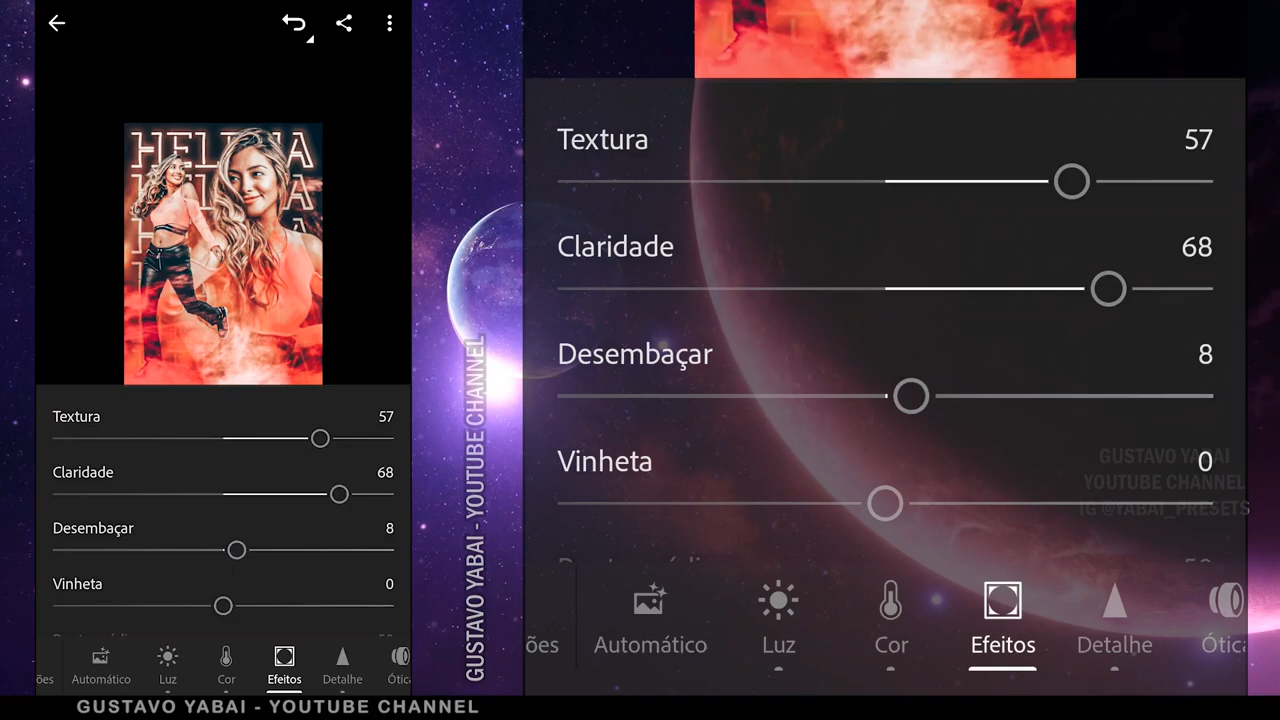 HELENA
HELENA
Textura 57
Claridade 68
Desembaçar 8
Vinheta 0
ões Automático Luz Cor Efeitos Detalhe Ótica
GUSTAVO YABAI - YOUTUBE CHANNEL
Textura 57
Claridade 68
Desembaçar 8
Vinheta 0
GUSTAVO YABAI
YOUTUBE CHANNEL
IG @YABAI_PRESETS
ões Automático Luz Cor Efeitos Detalhe Ótica
GUSTAVO YABAI - YOUTUBE CHANNEL